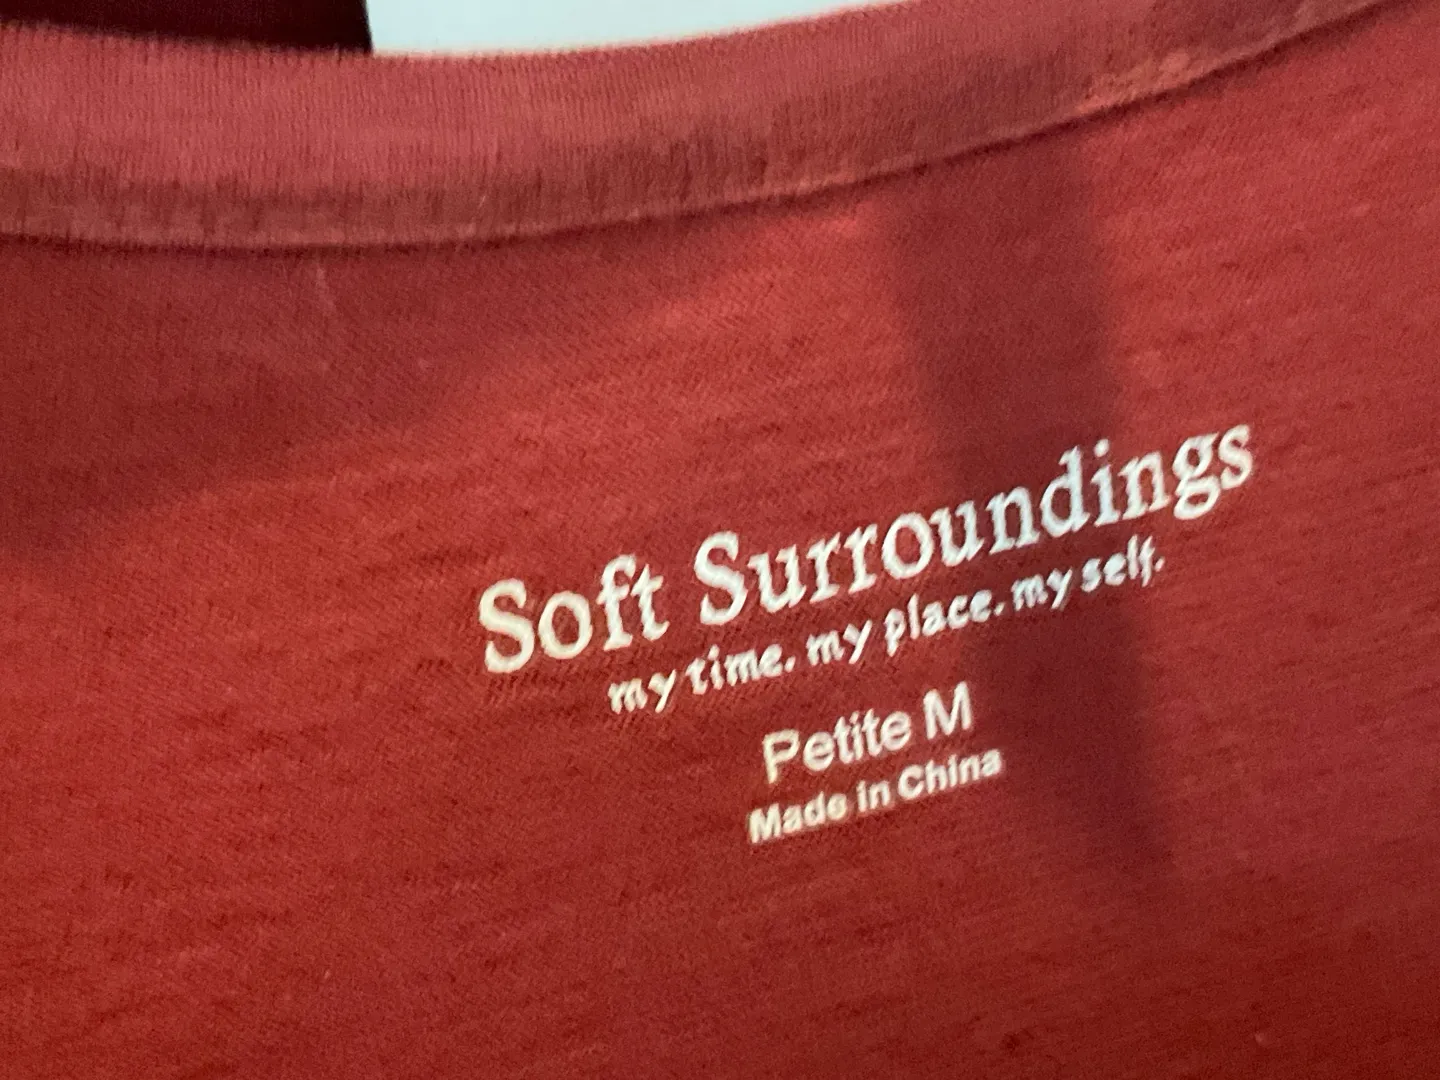 Soft Surroundings
my time. my place. my self.
Petite M
Made in China